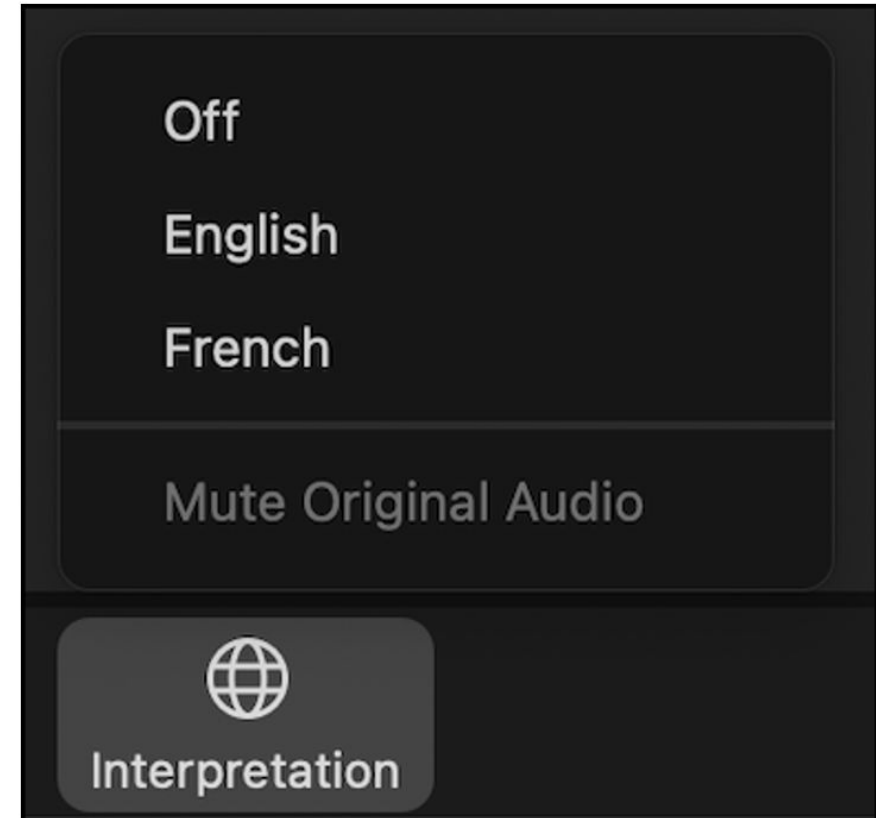 Off
English
French
Mute Original Audio
Interpretation